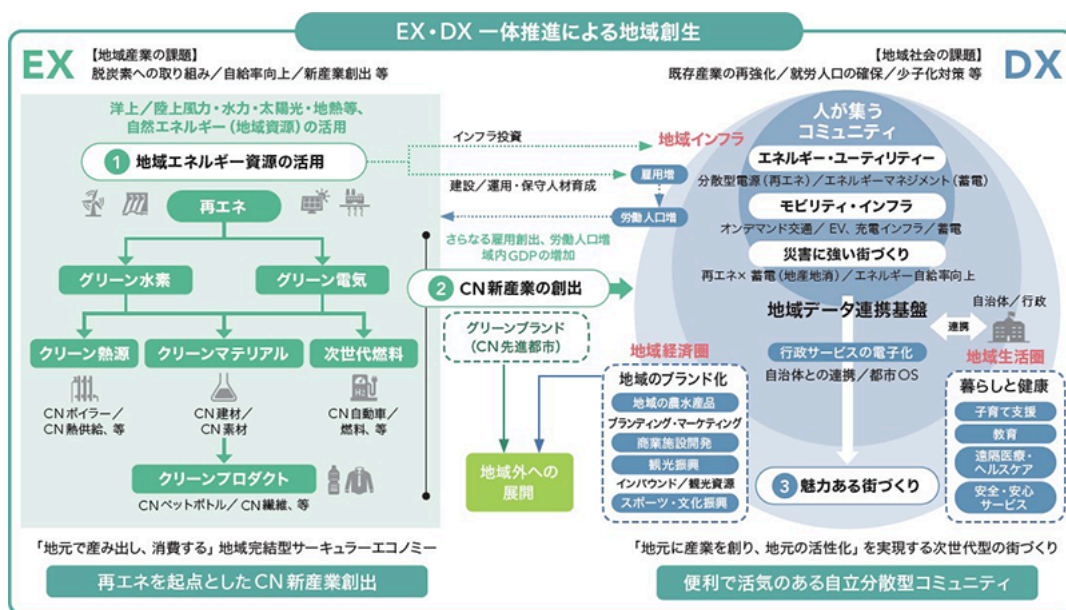 EX・DX 一体推進による地域創生
EX
【地域産業の課題】
脱炭素への取り組み／自給率向上／新産業創出 等
【地域社会の課題】
既存産業の再強化／就労人口の確保／少子化対策 等
DX
洋上／陸上風力・水力・太陽光・地熱等、
自然エネルギー（地域資源）の活用
1 地域エネルギー資源の活用
再エネ
グリーン水素
グリーン電気
クリーン熱源
クリーンマテリアル
次世代燃料
CNボイラー／
CN熱供給、等
CN建材／
CN素材
H2
CN自動車／
燃料、等
クリーンプロダクト
CNペットボトル／CN繊維、等
「地元で産み出し、消費する」地域完結型サーキュラーエコノミー
再エネを起点としたCN新産業創出
インフラ投資
地域インフラ
建設／運用・保守人材育成
雇用増
労働人口増
さらなる雇用創出、労働人口増
域内GDPの増加
2 CN新産業の創出
グリーンブランド
（CN先進都市）
地域外への
展開
人が集う
コミュニティ
エネルギー・ユーティリティー
分散型電源（再エネ）／エネルギーマネジメント（蓄電）
モビリティ・インフラ
オンデマンド交通／EV、充電インフラ／蓄電
災害に強い街づくり
再エネ×蓄電（地産地消）／エネルギー自給率向上
地域データ連携基盤
連携
自治体／行政
行政サービスの電子化
自治体との連携／都市OS
地域経済圏
地域のブランド化
地域の農水産品
ブランディング・マーケティング
商業施設開発
観光振興
インバウンド／観光資源
スポーツ・文化振興
地域生活圏
暮らしと健康
子育て支援
教育
遠隔医療・
ヘルスケア
安全・安心
サービス
3 魅力ある街づくり
「地元に産業を創り、地元の活性化」を実現する次世代型の街づくり
便利で活気のある自立分散型コミュニティ